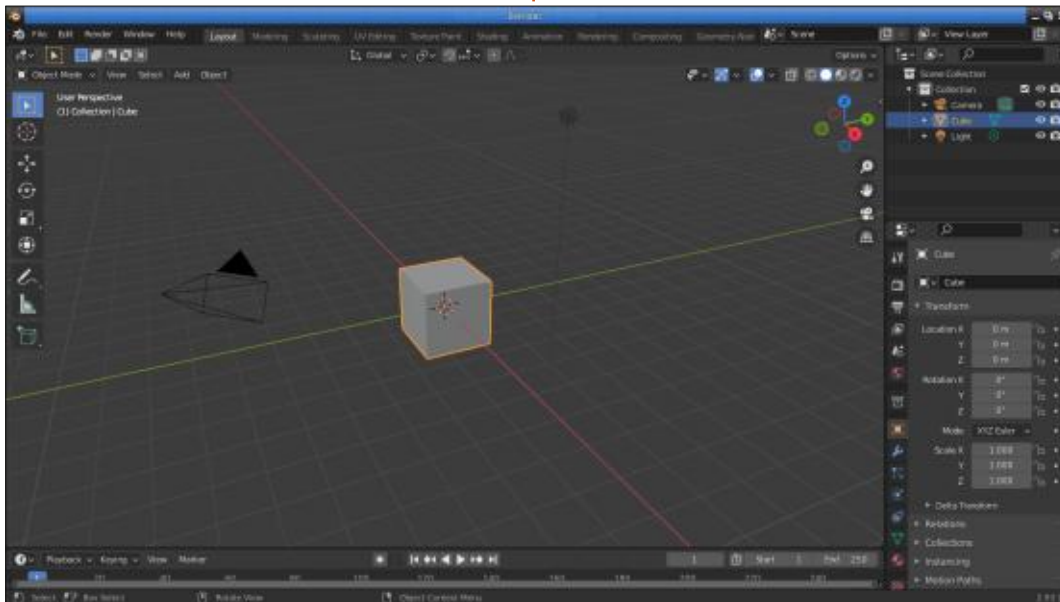 blender
File Edit Render Window Help Layout Modeling Sculpting UV Editing Texture Paint Shading Animation Rendering Compositing Geometry Nod Scene View Layer
Global Options
Object Mode View Select Add Object
User Perspective
(1) Collection | Cube
Scene Collection
Collection
Camera
Cube
Light
Cube
Cube
Transform
Location X 0 m
Y 0 m
Z 0 m
Rotation X 0°
Y 0°
Z 0°
Mode XYZ Euler
Scale X 1.000
Y 1.000
Z 1.000
Delta Transform
Relations
Collections
Instancing
Motion Paths
Playback Keying View Marker 1 Start 1 End 250
Select Box Select Rotate View Object Context Menu